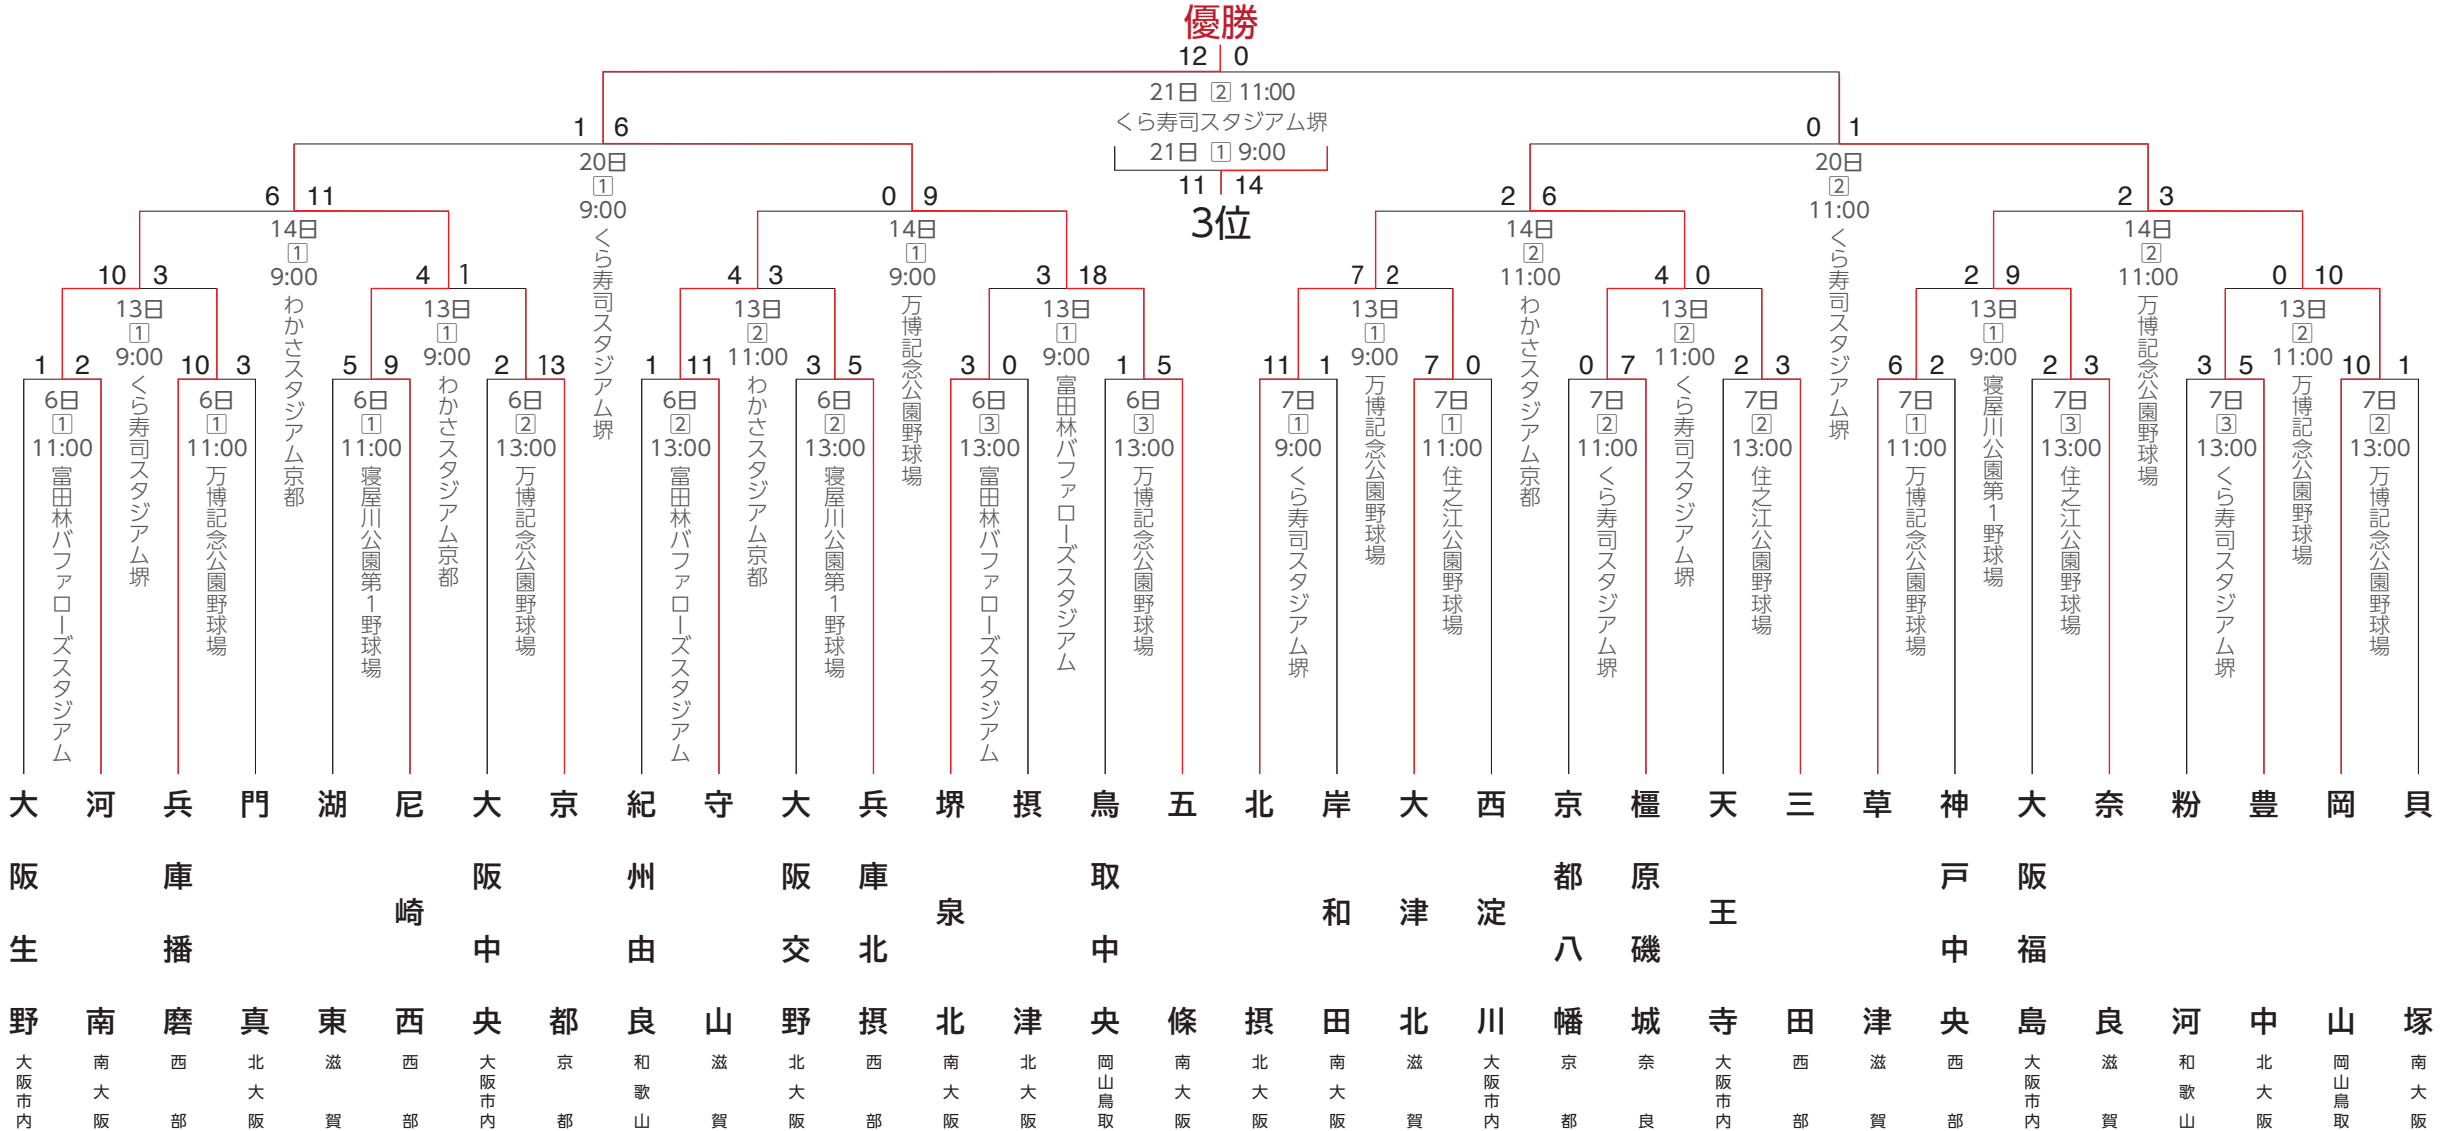 優勝
12 0
21日 2 11:00
くら寿司スタジアム堺
21日 1 9:00
11 14
3位
1 6
20日
1
9:00
くら寿司スタジアム堺
0 1
20日
2
11:00
くら寿司スタジアム堺
6 11
14日
1
9:00
わかさスタジアム京都
0 9
14日
1
9:00
万博記念公園野球場
2 6
14日
2
11:00
わかさスタジアム京都
2 3
14日
2
11:00
万博記念公園野球場
10 3
13日
1
9:00
くら寿司スタジアム堺
4 1
13日
1
9:00
わかさスタジアム京都
4 3
13日
2
11:00
わかさスタジアム京都
3 18
13日
1
9:00
富田林バファローズスタジアム
7 2
13日
1
9:00
万博記念公園野球場
4 0
13日
2
11:00
くら寿司スタジアム堺
2 9
13日
1
9:00
寝屋川公園第1野球場
0 10
13日
2
11:00
万博記念公園野球場
1 2
6日
1
11:00
富田林バファローズスタジアム
10 3
6日
1
11:00
万博記念公園野球場
5 9
6日
1
11:00
寝屋川公園第1野球場
2 13
6日
2
13:00
万博記念公園野球場
1 11
6日
2
13:00
富田林バファローズスタジアム
3 5
6日
2
13:00
寝屋川公園第1野球場
3 0
6日
3
13:00
富田林バファローズスタジアム
1 5
6日
3
13:00
万博記念公園野球場
11 1
7日
1
9:00
くら寿司スタジアム堺
7 0
7日
1
11:00
住之江公園野球場
0 7
7日
2
11:00
くら寿司スタジアム堺
2 3
7日
2
13:00
住之江公園野球場
6 2
7日
1
11:00
万博記念公園野球場
2 3
7日
3
13:00
住之江公園野球場
3 5
7日
3
13:00
くら寿司スタジアム堺
10 1
7日
2
13:00
万博記念公園野球場
大阪生野
大阪市内
河南
南大阪
兵庫播磨
西部
門真
北大阪
湖東
滋賀
尼崎西
西部
大阪中央
大阪市内
京都
京都
紀州由良
和歌山
守山
滋賀
大阪交野
北大阪
兵庫北摂
西部
堺泉北
南大阪
摂津
北大阪
鳥取中央
岡山鳥取
五條
南大阪
北摂
北大阪
岸和田
南大阪
大津北
滋賀
西淀川
大阪市内
京都八幡
京都
橿原磯城
奈良
天王寺
大阪市内
三田
西部
草津
滋賀
神戸中央
西部
大阪福島
大阪市内
奈良
滋賀
粉河
和歌山
豊中
北大阪
岡山
岡山鳥取
貝塚
南大阪